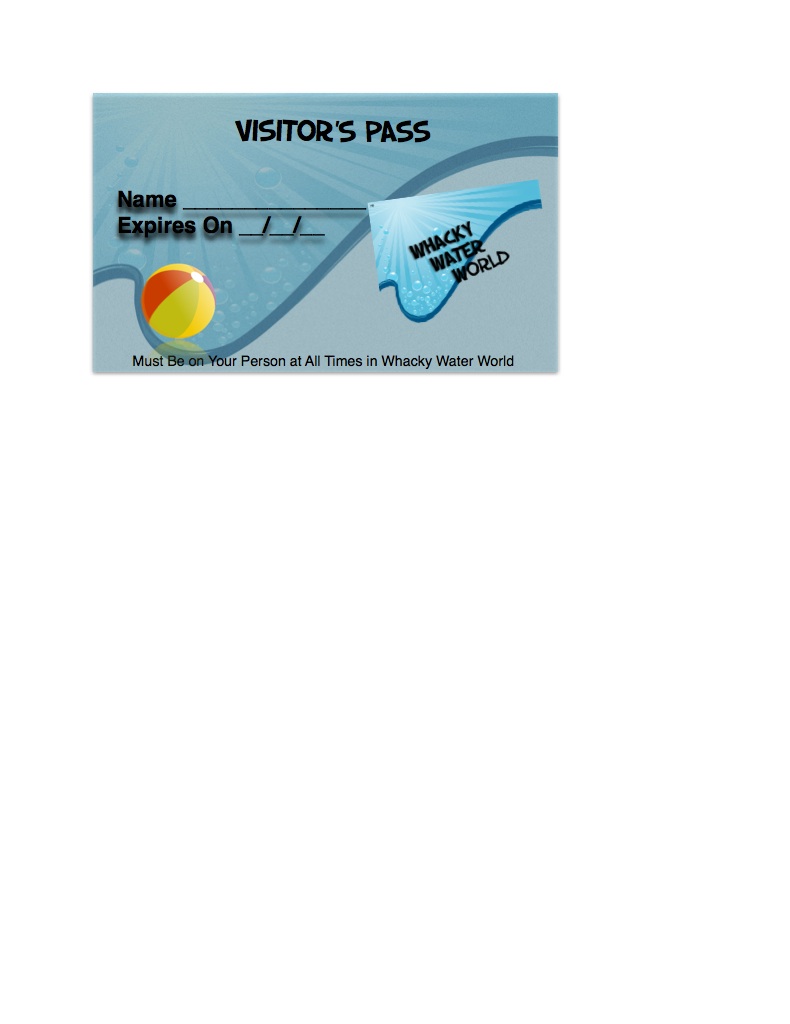 VISITOR'S PASS
Name _________________
Expires On __/__/__
WHACKY
WATER
WORLD
Must Be on Your Person at All Times in Whacky Water World